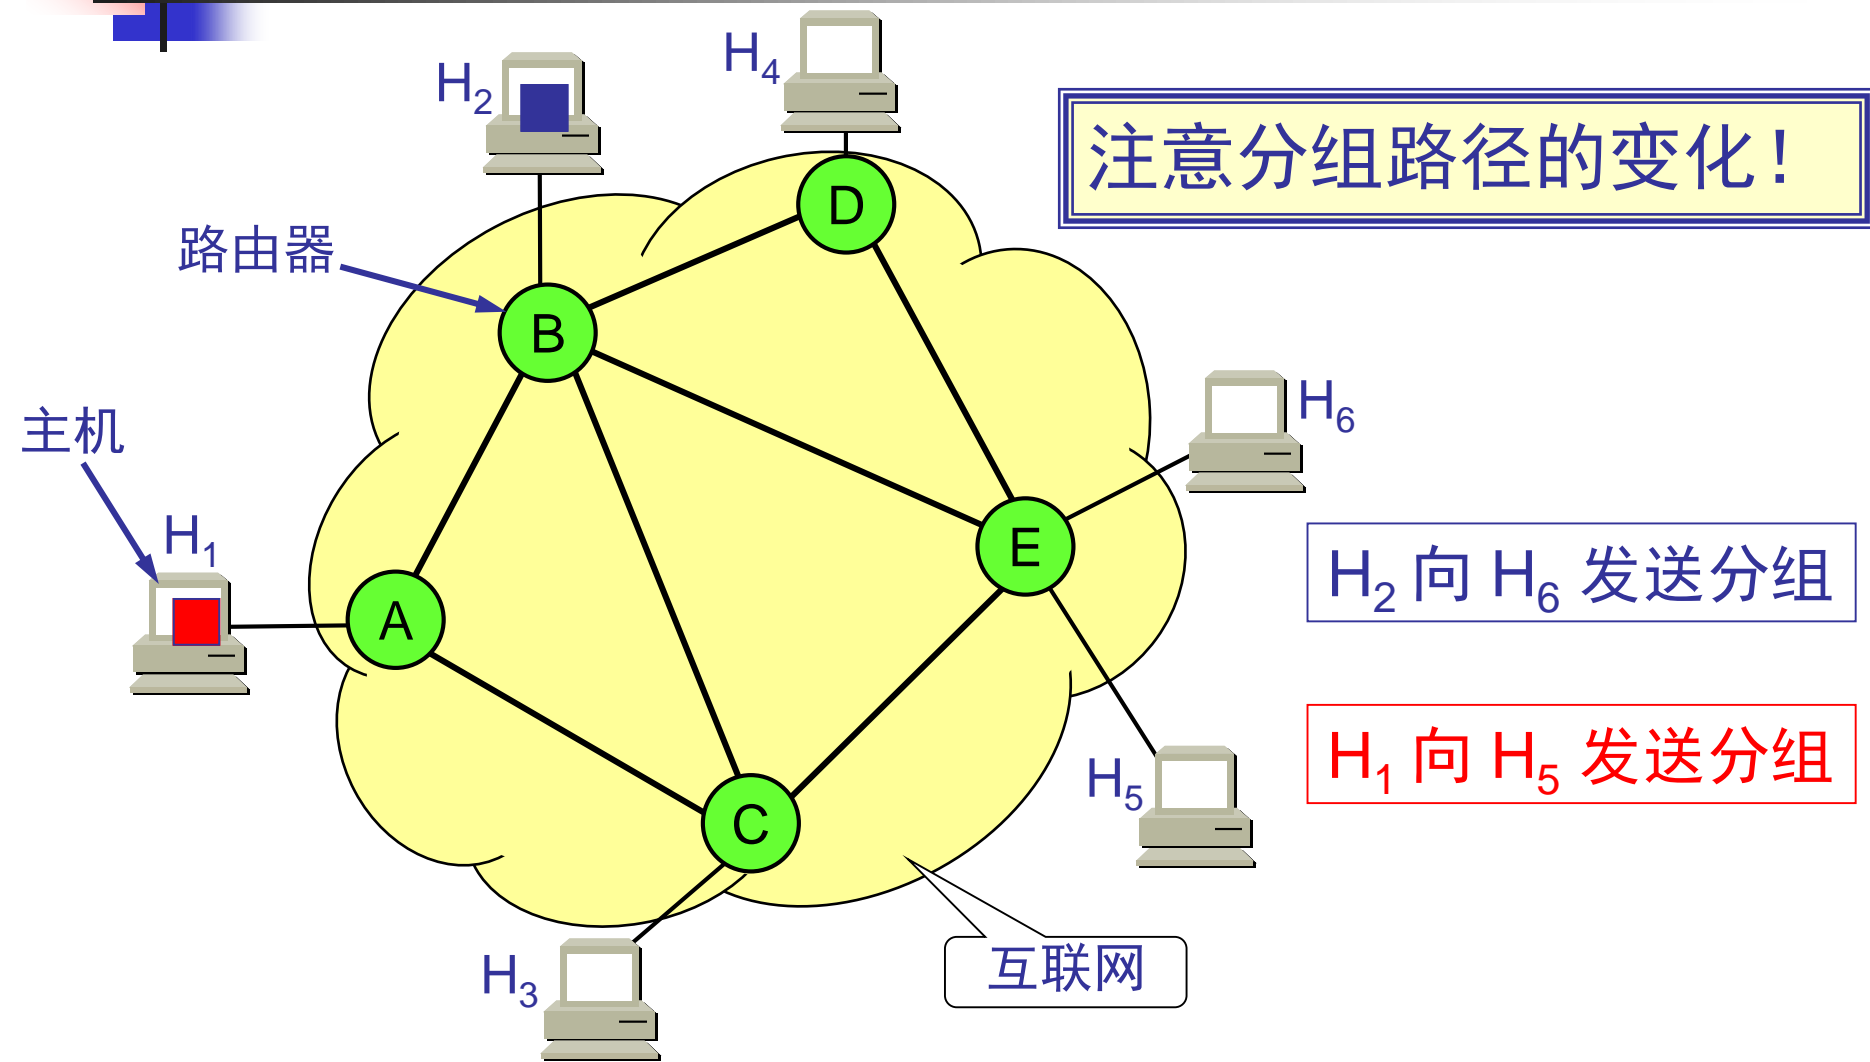 H4
H2
注意分组路径的变化！
D
路由器
B
H6
主机
H1
E
H2 向 H6 发送分组
A
H1 向 H5 发送分组
H5
C
互联网
H3